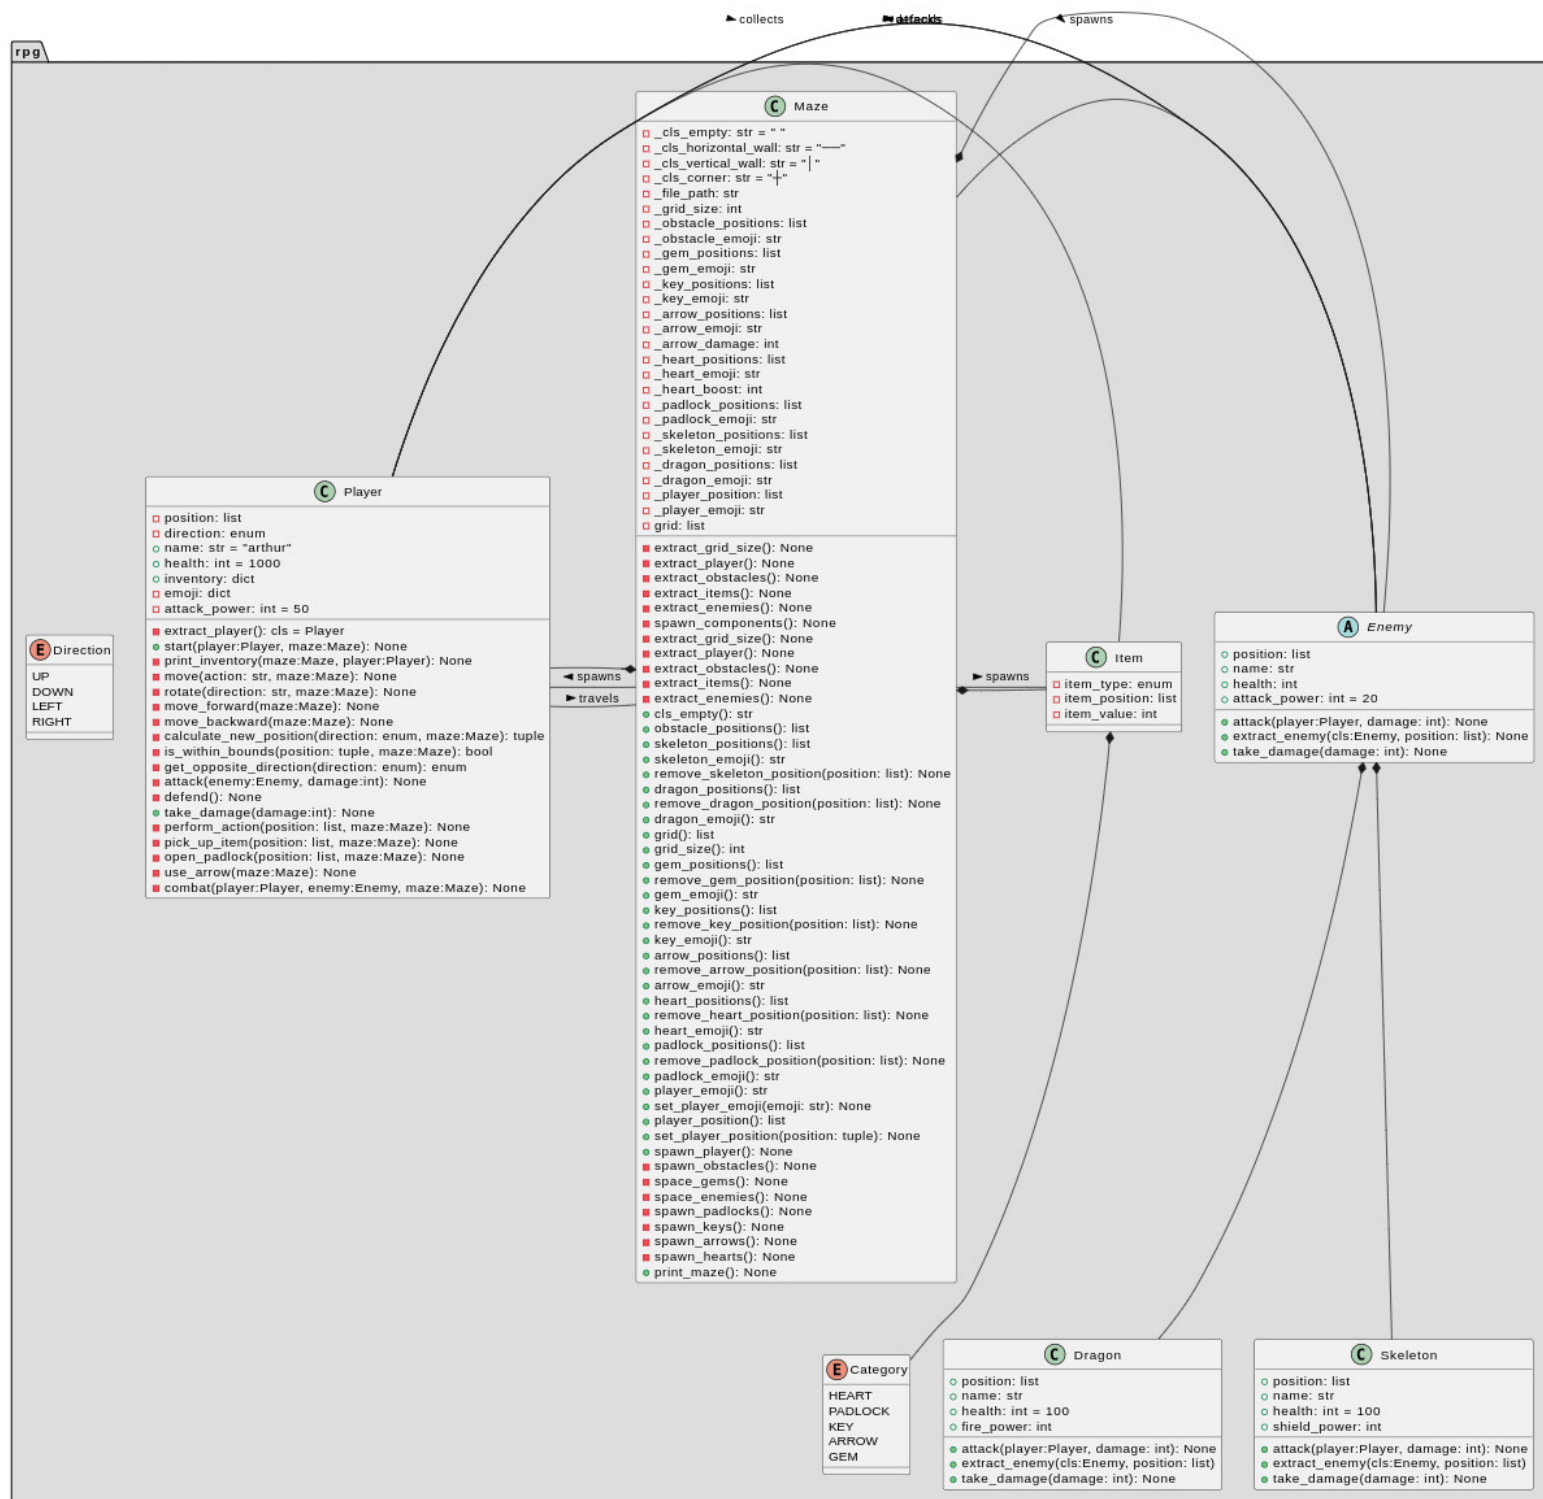 collects
spawns
rpg
Maze
_cls_empty: str = " "
_cls_horizontal_wall: str = "──"
_cls_vertical_wall: str = "│"
_cls_corner: str = "┼"
_file_path: str
_grid_size: int
_obstacle_positions: list
_obstacle_emoji: str
_gem_positions: list
_gem_emoji: str
_key_positions: list
_key_emoji: str
_arrow_positions: list
_arrow_emoji: str
_arrow_damage: int
_heart_positions: list
_heart_emoji: str
_heart_boost: int
_padlock_positions: list
_padlock_emoji: str
_skeleton_positions: list
_skeleton_emoji: str
_dragon_positions: list
_dragon_emoji: str
_player_position: list
_player_emoji: str
grid: list
extract_grid_size(): None
extract_player(): None
extract_obstacles(): None
extract_items(): None
extract_enemies(): None
spawn_components(): None
extract_grid_size(): None
extract_player(): None
extract_obstacles(): None
extract_items(): None
extract_enemies(): None
cls_empty(): str
obstacle_positions(): list
skeleton_positions(): list
skeleton_emoji(): str
remove_skeleton_position(position: list): None
dragon_positions(): list
remove_dragon_position(position: list): None
dragon_emoji(): str
grid(): list
grid_size(): int
gem_positions(): list
remove_gem_position(position: list): None
gem_emoji(): str
key_positions(): list
remove_key_position(position: list): None
key_emoji(): str
arrow_positions(): list
remove_arrow_position(position: list): None
arrow_emoji(): str
heart_positions(): list
remove_heart_position(position: list): None
heart_emoji(): str
padlock_positions(): list
remove_padlock_position(position: list): None
padlock_emoji(): str
player_emoji(): str
set_player_emoji(emoji: str): None
player_position(): list
set_player_position(position: tuple): None
spawn_player(): None
spawn_obstacles(): None
space_gems(): None
space_enemies(): None
spawn_padlocks(): None
spawn_keys(): None
spawn_arrows(): None
spawn_hearts(): None
print_maze(): None
C
Player
position: list
direction: enum
name: str = "arthur"
health: int = 1000
inventory: dict
emoji: dict
attack_power: int = 50
extract_player(): cls = Player
start(player:Player, maze:Maze): None
print_inventory(maze:Maze, player:Player): None
move(action: str, maze:Maze): None
rotate(direction: str, maze:Maze): None
move_forward(maze:Maze): None
move_backward(maze:Maze): None
calculate_new_position(direction: enum, maze:Maze): tuple
is_within_bounds(position: tuple, maze:Maze): bool
get_opposite_direction(direction: enum): enum
attack(enemy:Enemy, damage:int): None
defend(): None
take_damage(damage:int): None
perform_action(position: list, maze:Maze): None
pick_up_item(position: list, maze:Maze): None
open_padlock(position: list, maze:Maze): None
use_arrow(maze:Maze): None
combat(player:Player, enemy:Enemy, maze:Maze): None
C
E
Direction
UP
DOWN
LEFT
RIGHT
spawns
travels
spawns
C
Item
item_type: enum
item_position: list
item_value: int
A
Enemy
position: list
name: str
health: int
attack_power: int = 20
attack(player:Player, damage: int): None
extract_enemy(cls:Enemy, position: list): None
take_damage(damage: int): None
E
Category
HEART
PADLOCK
KEY
ARROW
GEM
C
Dragon
position: list
name: str
health: int = 100
fire_power: int
attack(player:Player, damage: int): None
extract_enemy(cls:Enemy, position: list)
take_damage(damage: int): None
C
Skeleton
position: list
name: str
health: int = 100
shield_power: int
attack(player:Player, damage: int): None
extract_enemy(cls:Enemy, position: list)
take_damage(damage: int): None